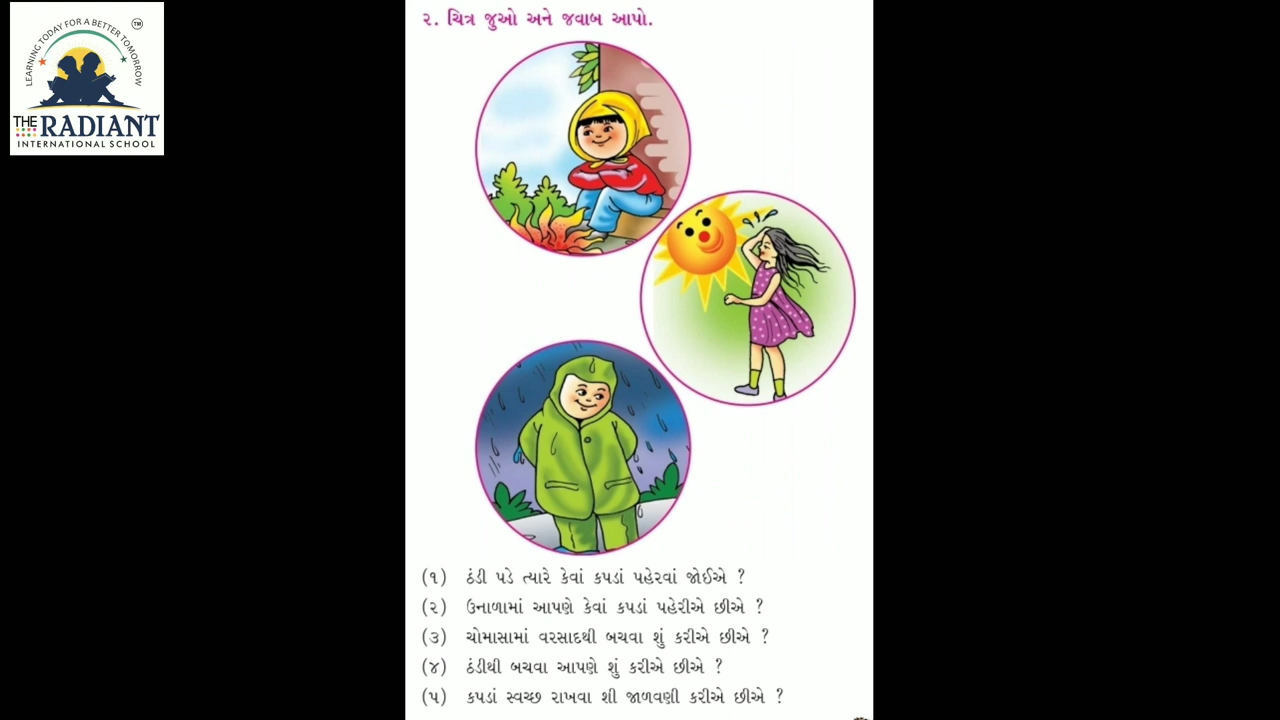 LEARNING TODAY FOR A BETTER TOMORROW
TM
THE RADIANT
INTERNATIONAL SCHOOL
૨. ચિત્ર જુઓ અને જવાબ આપો.
(૧) ઠંડી પડે ત્યારે કેવાં કપડાં પહેરવાં જોઈએ ?
(૨) ઉનાળામાં આપણે કેવાં કપડાં પહેરીએ છીએ ?
(૩) ચોમાસામાં વરસાદથી બચવા શું કરીએ છીએ ?
(૪) ઠંડીથી બચવા આપણે શું કરીએ છીએ ?
(૫) કપડાં સ્વચ્છ રાખવા શી જાળવણી કરીએ છીએ ?